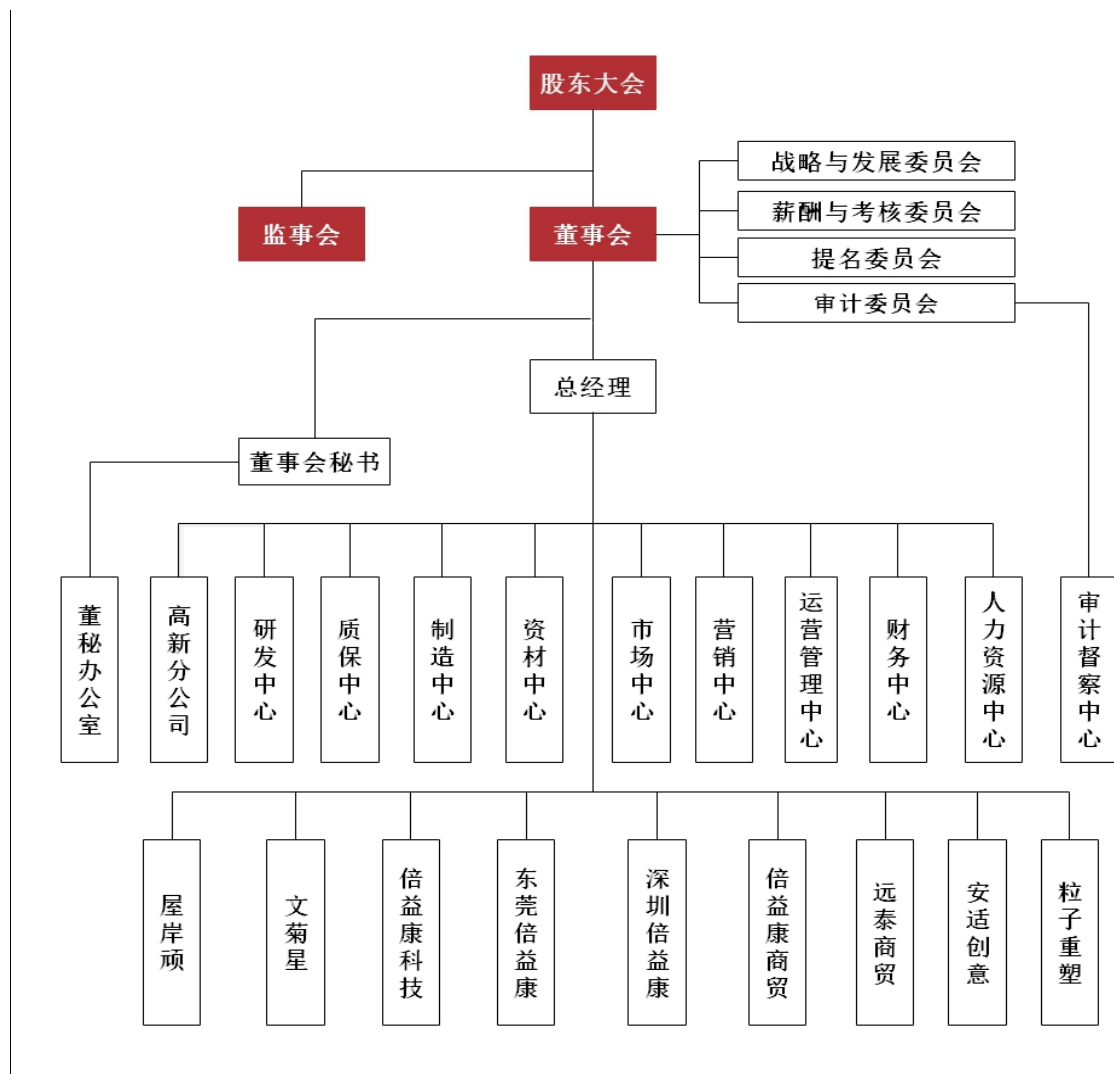 股东大会
战略与发展委员会
监事会
董事会
薪酬与考核委员会
提名委员会
审计委员会
总经理
董事会秘书
董秘办公室
高新分公司
研发中心
质保中心
制造中心
资材中心
市场中心
营销中心
运营管理中心
财务中心
人力资源中心
审计督察中心
屋岸顽
文菊星
倍益康科技
东莞倍益康
深圳倍益康
倍益康商贸
远泰商贸
安适创意
粒子重塑